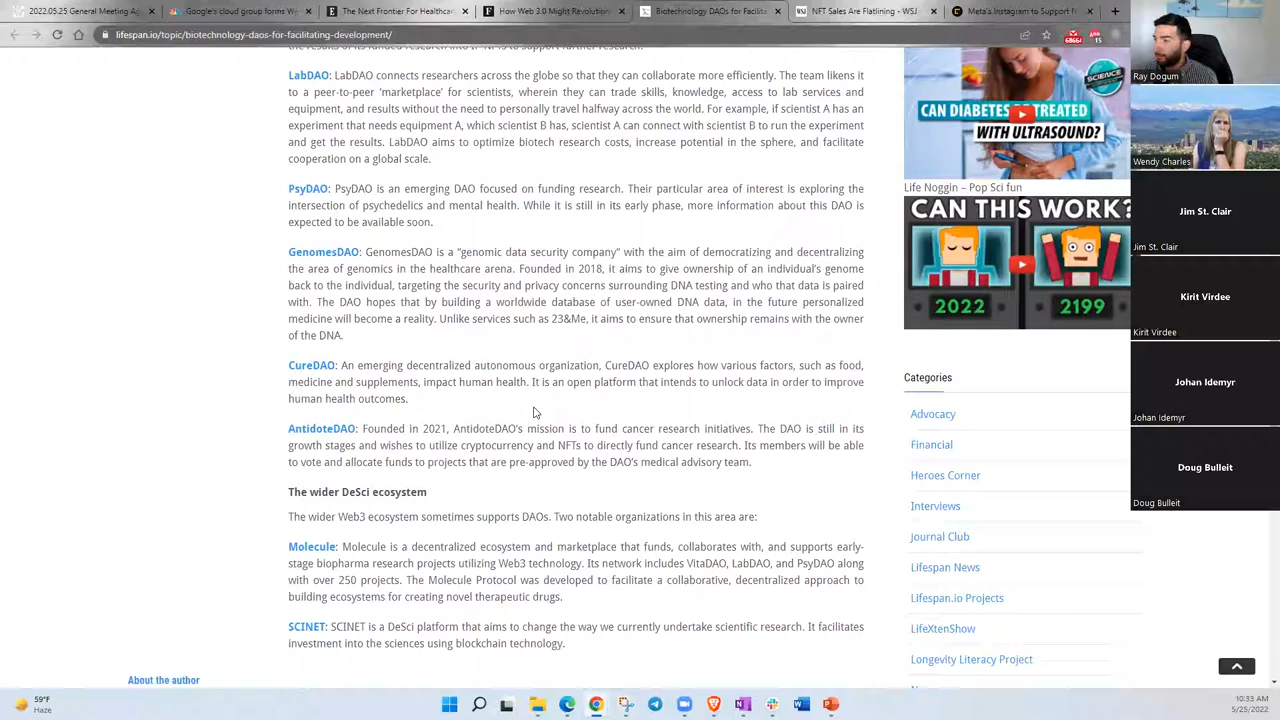 2022.05.25 General Meeting Ag
Google's cloud group forms We
The Next Frontier For Healthcar
How Web 3.0 Might Revolution
Biotechnology DAOs for Facilita
NFT Sales Are Flatlining - WSJ
Meta's Instagram to Support N
lifespan.io/topic/biotechnology-daos-for-facilitating-development/
the results of its funded research into IP-NFTs to support further research.
LabDAO: LabDAO connects researchers across the globe so that they can collaborate more efficiently. The team likens it
to a peer-to-peer ‘marketplace’ for scientists, wherein they can trade skills, knowledge, access to lab services and
equipment, and results without the need to personally travel halfway across the world. For example, if scientist A has an
experiment that needs equipment A, which scientist B has, scientist A can connect with scientist B to run the experiment
and get the results. LabDAO aims to optimize biotech research costs, increase potential in the sphere, and facilitate
cooperation on a global scale.
PsyDAO: PsyDAO is an emerging DAO focused on funding research. Their particular area of interest is exploring the
intersection of psychedelics and mental health. While it is still in its early phase, more information about this DAO is
expected to be available soon.
GenomesDAO: GenomesDAO is a “genomic data security company” with the aim of democratizing and decentralizing
the area of genomics in the healthcare arena. Founded in 2018, it aims to give ownership of an individual’s genome
back to the individual, targeting the security and privacy concerns surrounding DNA testing and who that data is paired
with. The DAO hopes that by building a worldwide database of user-owned DNA data, in the future personalized
medicine will become a reality. Unlike services such as 23&Me, it aims to ensure that ownership remains with the owner
of the DNA.
CureDAO: An emerging decentralized autonomous organization, CureDAO explores how various factors, such as food,
medicine and supplements, impact human health. It is an open platform that intends to unlock data in order to improve
human health outcomes.
AntidoteDAO: Founded in 2021, AntidoteDAO’s mission is to fund cancer research initiatives. The DAO is still in its
growth stages and wishes to utilize cryptocurrency and NFTs to directly fund cancer research. Its members will be able
to vote and allocate funds to projects that are pre-approved by the DAO’s medical advisory team.
The wider DeSci ecosystem
The wider Web3 ecosystem sometimes supports DAOs. Two notable organizations in this area are:
Molecule: Molecule is a decentralized ecosystem and marketplace that funds, collaborates with, and supports early-
stage biopharma research projects utilizing Web3 technology. Its network includes VitaDAO, LabDAO, and PsyDAO along
with over 250 projects. The Molecule Protocol was developed to facilitate a collaborative, decentralized approach to
building ecosystems for creating novel therapeutic drugs.
SCINET: SCINET is a DeSci platform that aims to change the way we currently undertake scientific research. It facilitates
investment into the sciences using blockchain technology.
About the author
SCIENCE
CAN DIABETES TREATED
WITH ULTRASOUND?
Life Noggin – Pop Sci fun
CAN THIS WORK?
2022
2199
Categories
Advocacy
Financial
Heroes Corner
Interviews
Journal Club
Lifespan News
Lifespan.io Projects
LifeXtenShow
Longevity Literacy Project
Ray Dogum
Wendy Charles
Jim St. Clair
Jim St. Clair
Kirit Virdee
Kirit Virdee
Johan Idemyr
Johan Idemyr
Doug Bulleit
Doug Bulleit
59°F
Haze
10:33 AM
5/25/2022